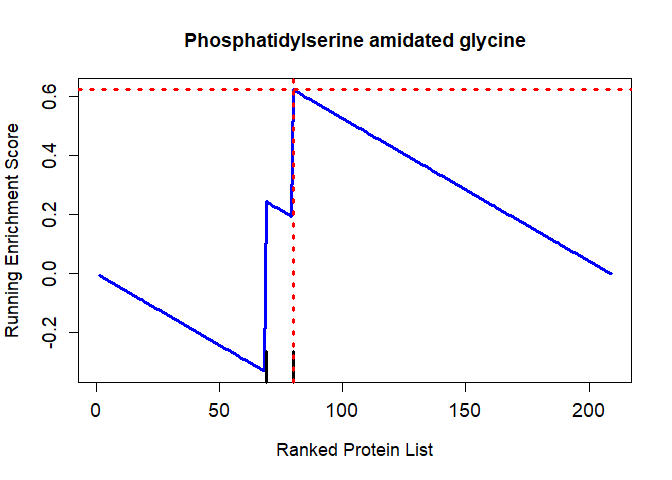 Phosphatidylserine amidated glycine
Running Enrichment Score
0.6
0.4
0.2
0.0
-0.2
0 50 100 150 200
Ranked Protein List